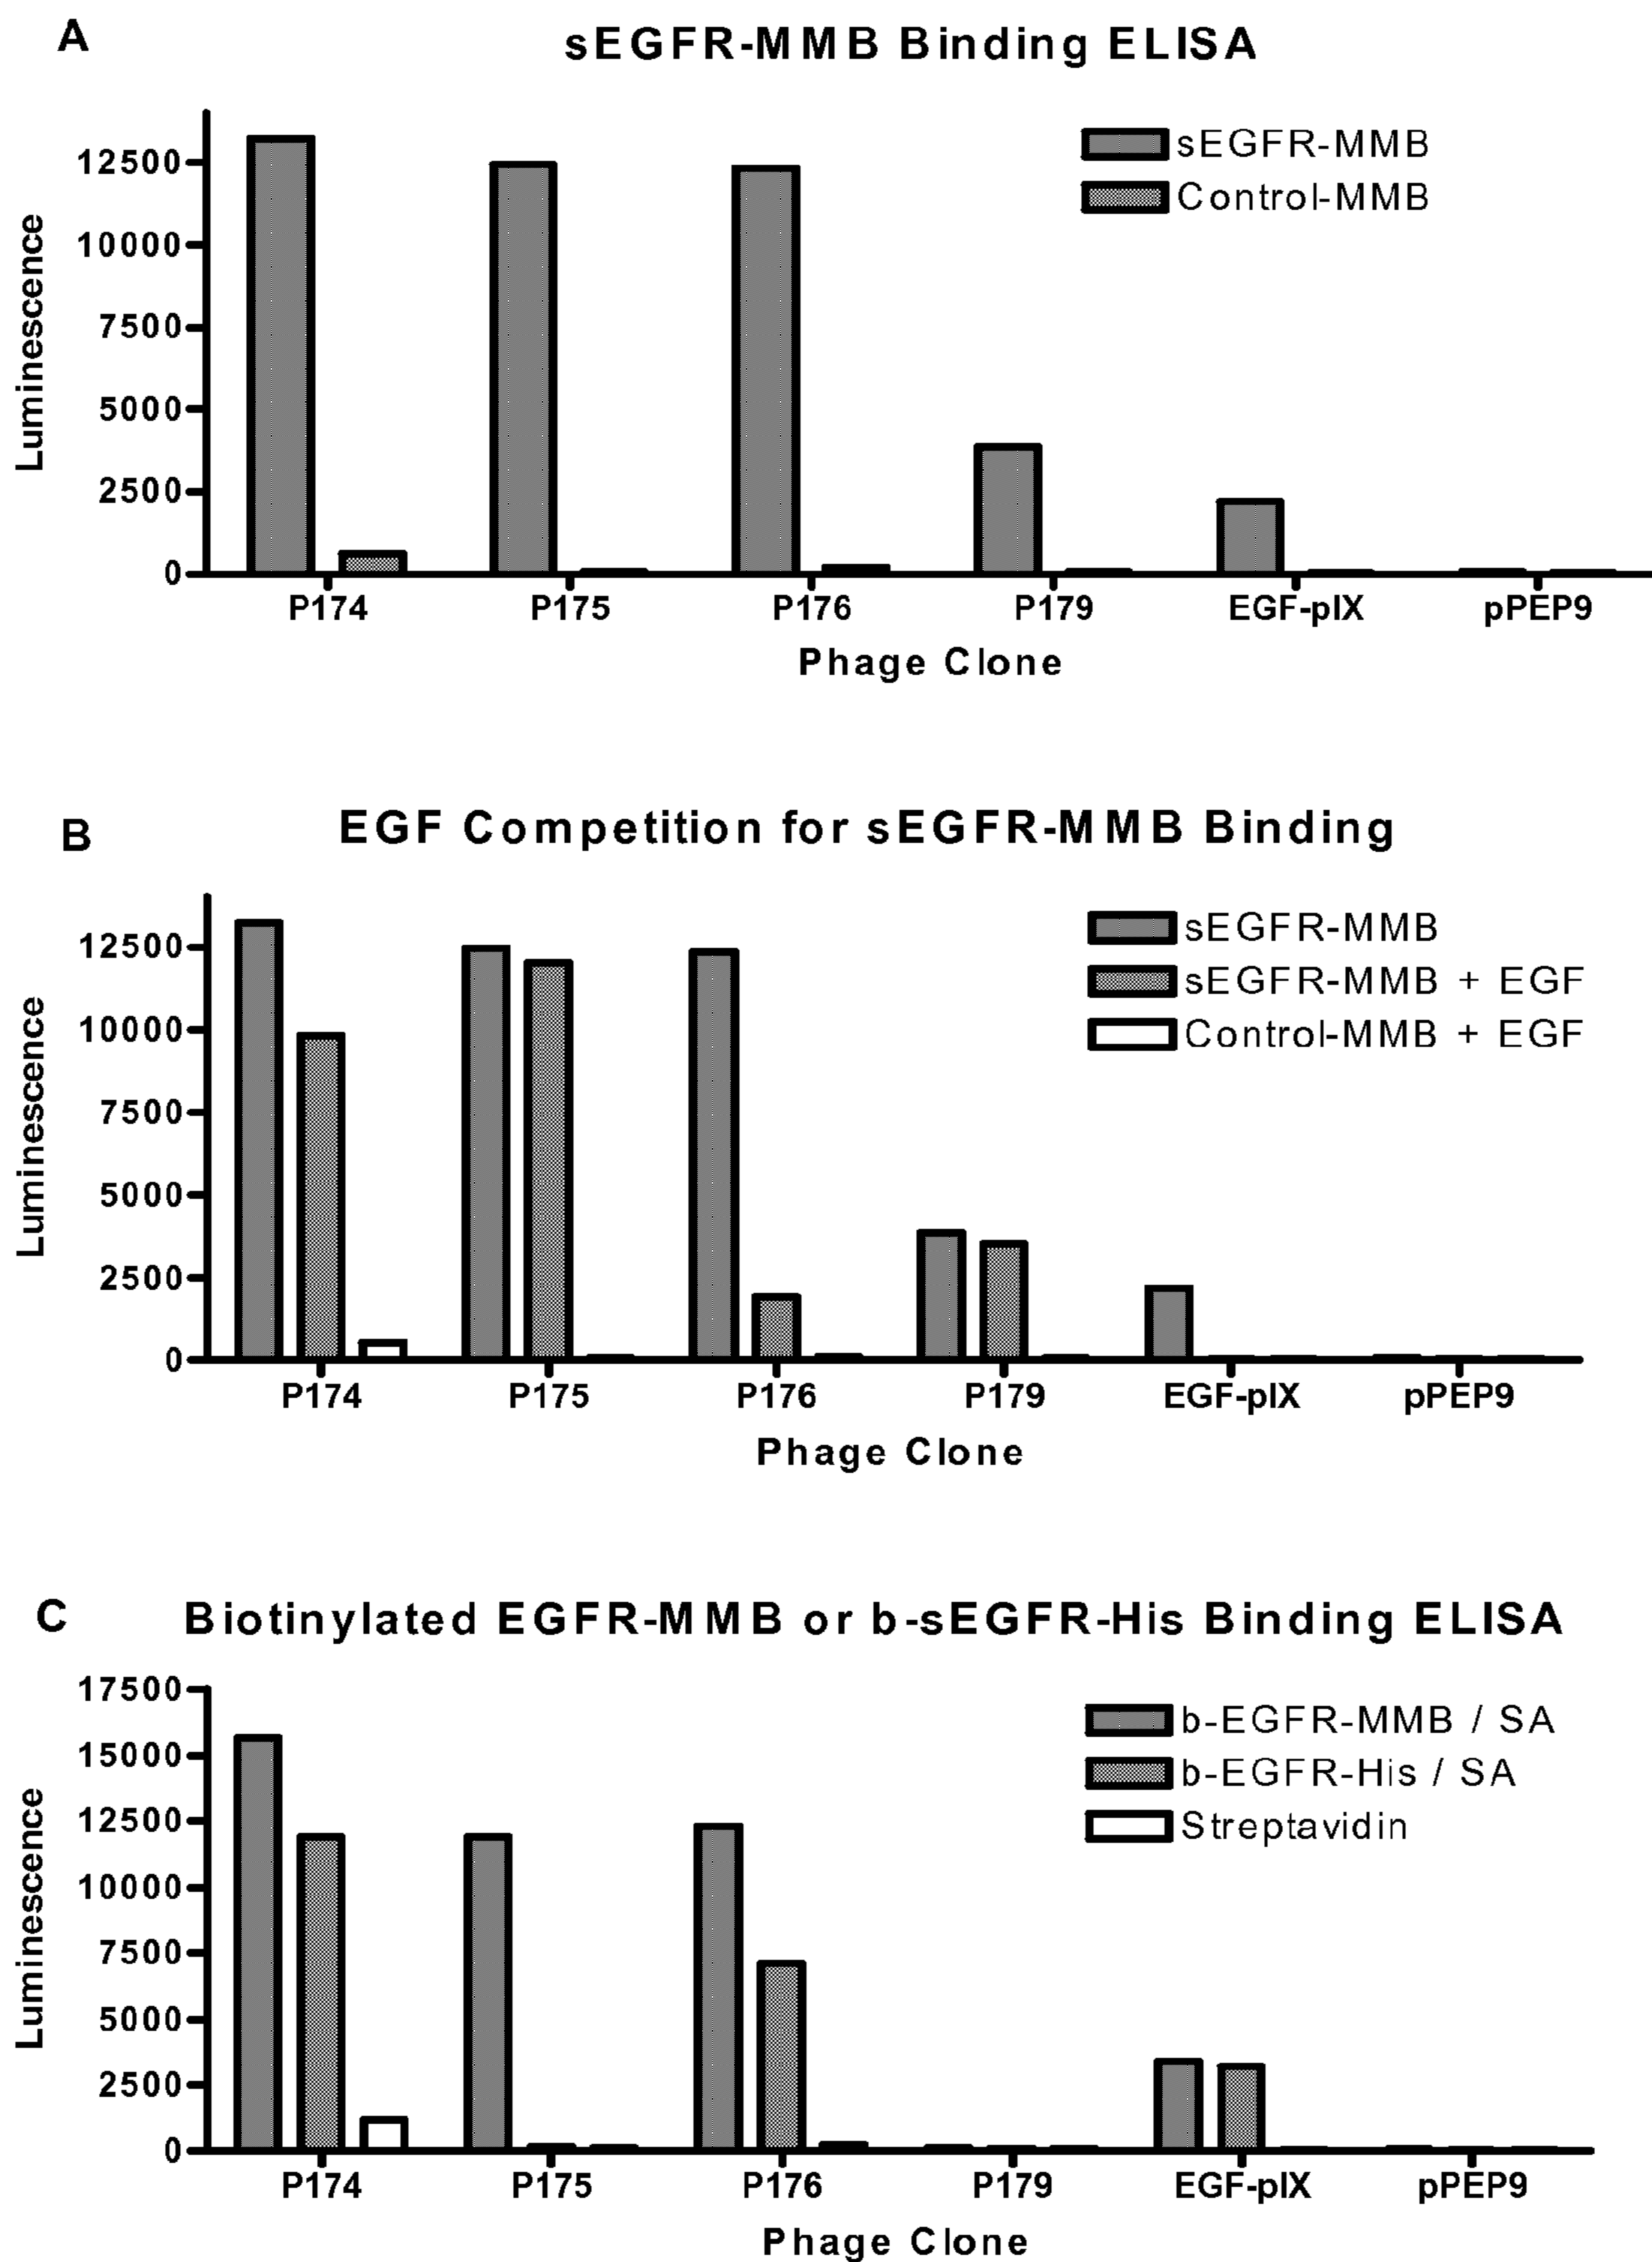 A
sEGFR-MMB Binding ELISA
sEGFR-MMB
Control-MMB
Luminescence
12500
10000
7500
5000
2500
0
P174 P175 P176 P179 EGF-pIX pPEP9
Phage Clone
B
EGF Competition for sEGFR-MMB Binding
sEGFR-MMB
sEGFR-MMB + EGF
Control-MMB + EGF
Luminescence
12500
10000
7500
5000
2500
0
P174 P175 P176 P179 EGF-pIX pPEP9
Phage Clone
C
Biotinylated EGFR-MMB or b-sEGFR-His Binding ELISA
b-EGFR-MMB / SA
b-EGFR-His / SA
Streptavidin
Luminescence
17500
15000
12500
10000
7500
5000
2500
0
P174 P175 P176 P179 EGF-pIX pPEP9
Phage Clone